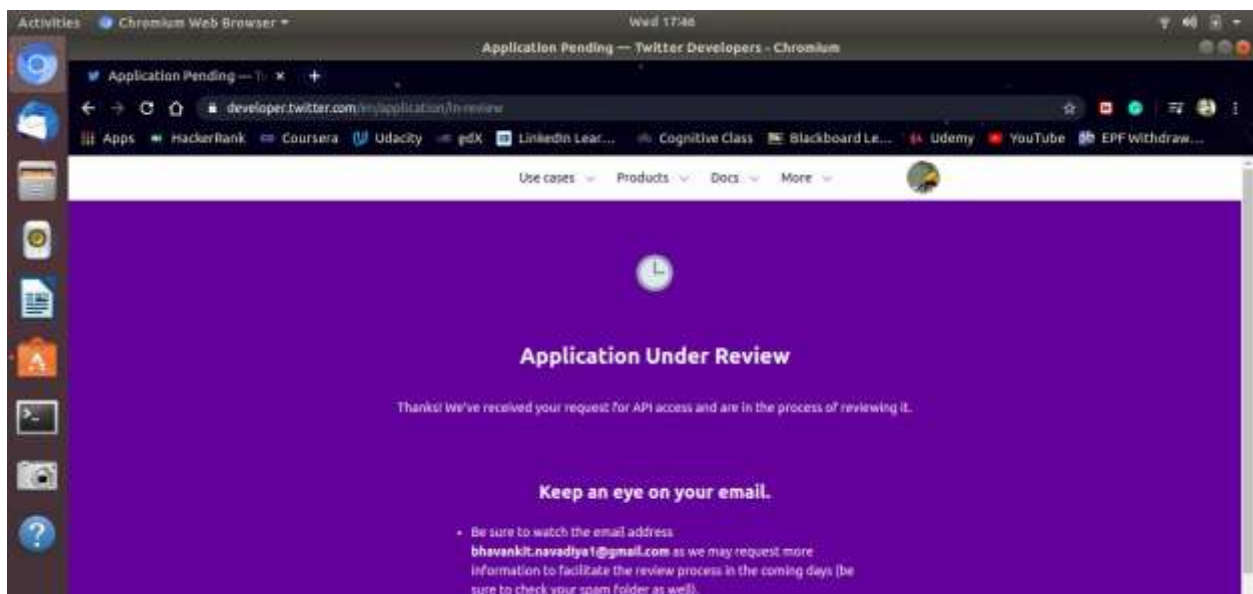 Activities Chromium Web Browser Wed 17:46
Application Pending — Twitter Developers - Chromium
Application Pending — T
developer.twitter.com/en/application/in-review
Apps HackerRank Coursera Udacity edX LinkedIn Lear... Cognitive Class Blackboard Le... Udemy YouTube EPF Withdraw...
Use cases Products Docs More
Application Under Review
Thanks! We've received your request for API access and are in the process of reviewing it.
Keep an eye on your email.
• Be sure to watch the email address
bhavankit.navadiya1@gmail.com as we may request more
information to facilitate the review process in the coming days (be
sure to check your spam folder as well).